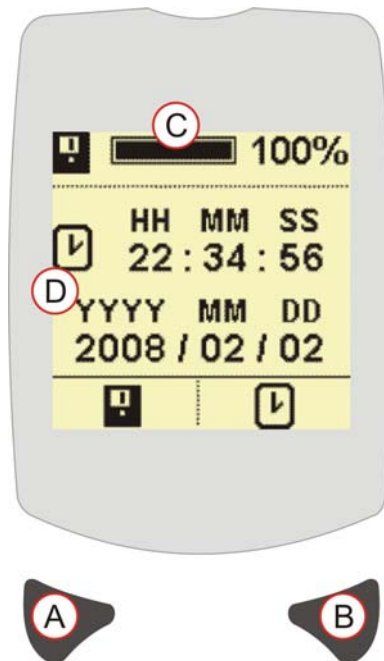 C
100%
HH MM SS
22 : 34 : 56
D
YYYY MM DD
2008 / 02 / 02
A B